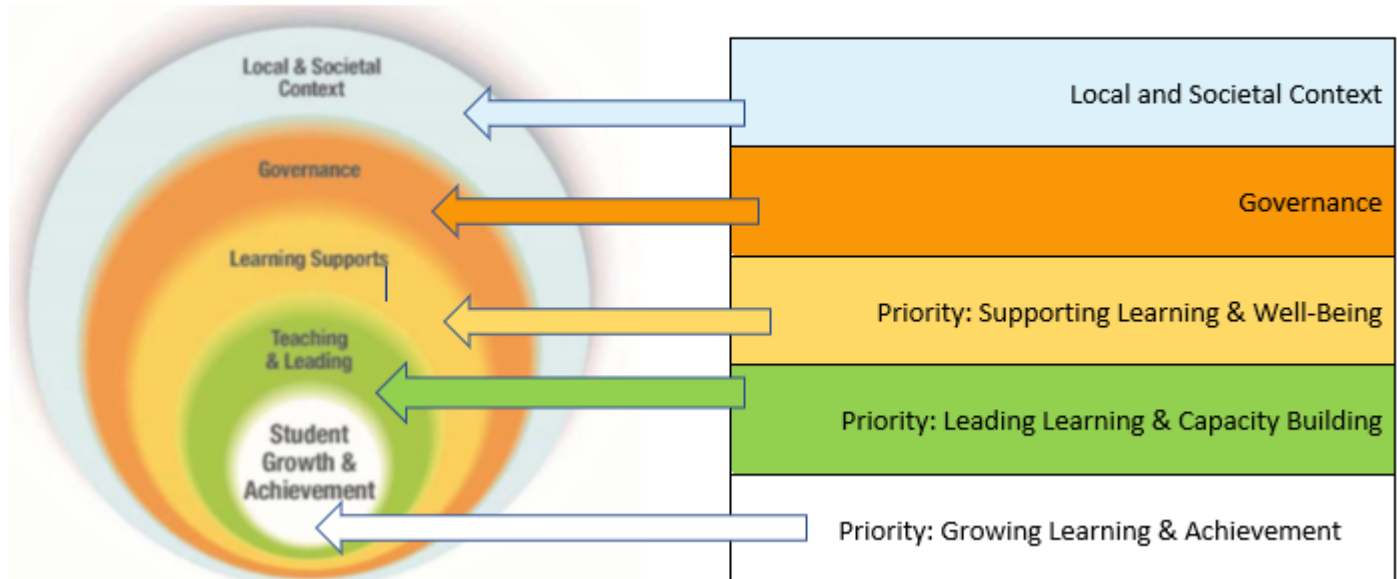 Local & Societal
Context
Governance
Learning Supports
Teaching
& Leading
Student
Growth &
Achievement
Local and Societal Context
Governance
Priority: Supporting Learning & Well-Being
Priority: Leading Learning & Capacity Building
Priority: Growing Learning & Achievement